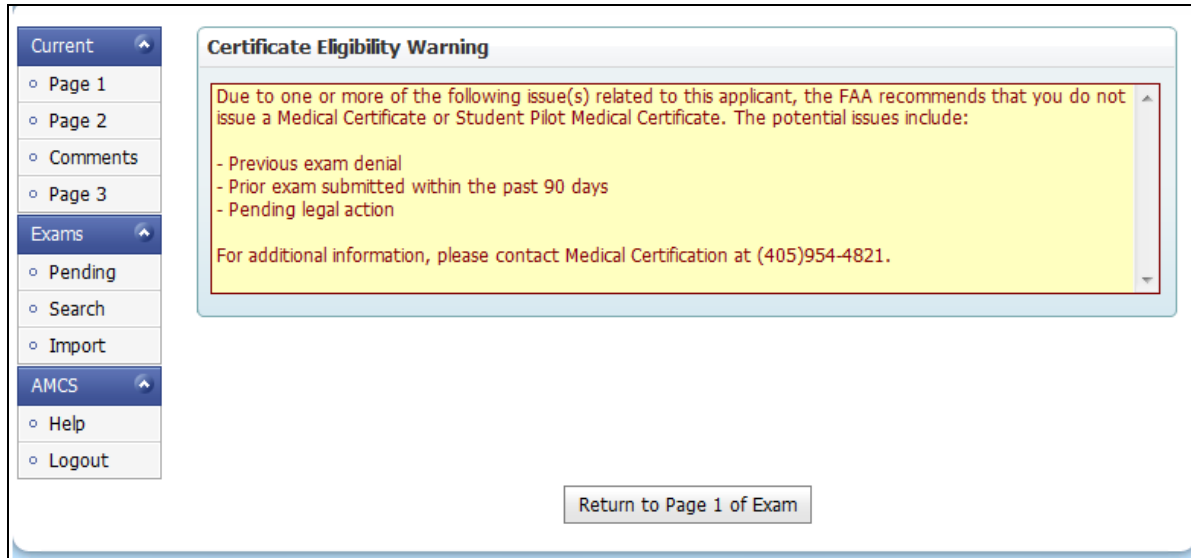 Current
Page 1
Page 2
Comments
Page 3
Exams
Pending
Search
Import
AMCS
Help
Logout
Certificate Eligibility Warning
Due to one or more of the following issue(s) related to this applicant, the FAA recommends that you do not
issue a Medical Certificate or Student Pilot Medical Certificate. The potential issues include:
- Previous exam denial
- Prior exam submitted within the past 90 days
- Pending legal action
For additional information, please contact Medical Certification at (405)954-4821.
Return to Page 1 of Exam